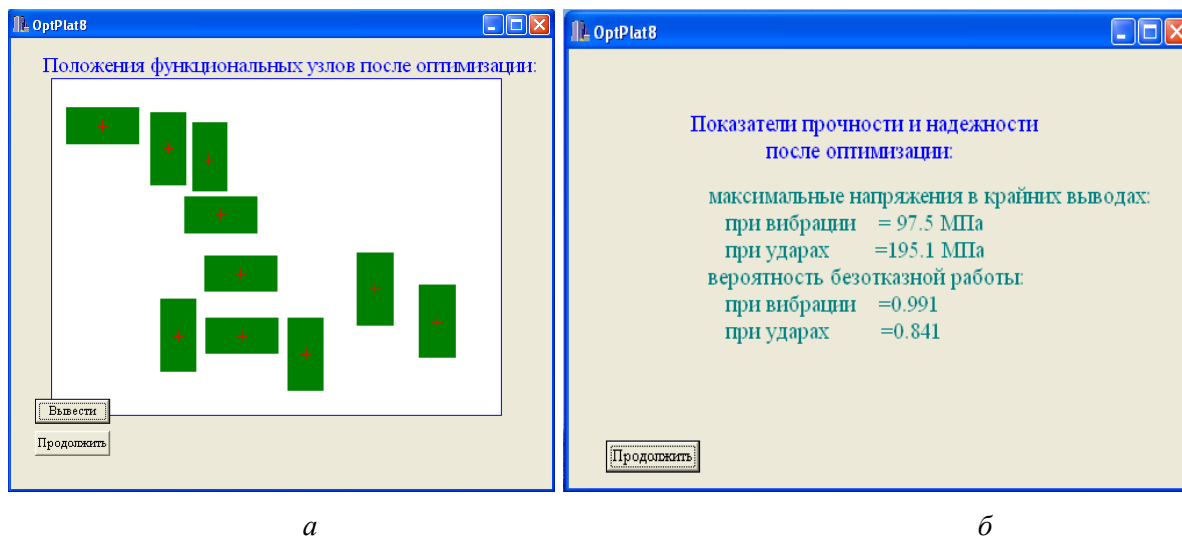 OptPlat8
Положения функциональных узлов после оптимизации:
Вывести
Продолжить
OptPlat8
Показатели прочности и надежности
после оптимизации:
максимальные напряжения в крайних выводах:
при вибрации = 97.5 МПа
при ударах =195.1 МПа
вероятность безотказной работы:
при вибрации =0.991
при ударах =0.841
Продолжить
а
б